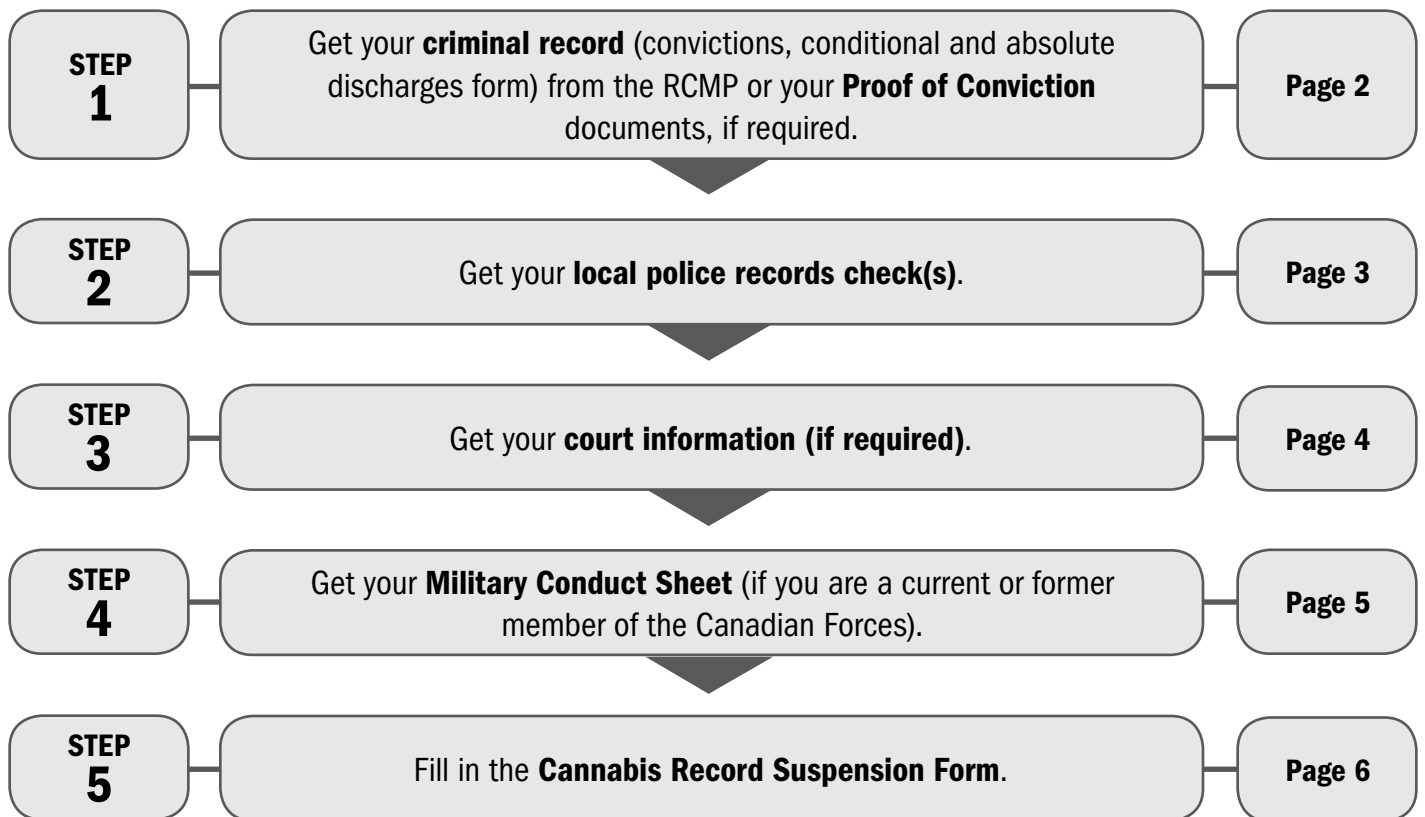 STEP
1
Get your criminal record (convictions, conditional and absolute
discharges form) from the RCMP or your Proof of Conviction
documents, if required.
Page 2
STEP
2
Get your local police records check(s).
Page 3
STEP
3
Get your court information (if required).
Page 4
STEP
4
Get your Military Conduct Sheet (if you are a current or former
member of the Canadian Forces).
Page 5
STEP
5
Fill in the Cannabis Record Suspension Form.
Page 6